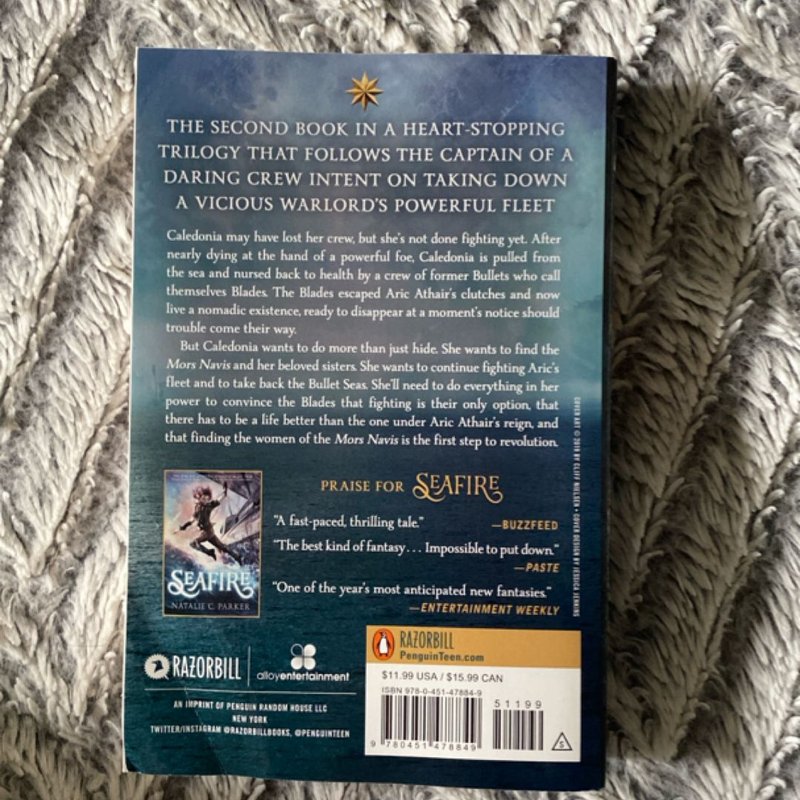 THE SECOND BOOK IN A HEART-STOPPING
TRILOGY THAT FOLLOWS THE CAPTAIN OF A
DARING CREW INTENT ON TAKING DOWN
A VICIOUS WARLORD'S POWERFUL FLEET
Caledonia may have lost her crew, but she's not done fighting yet. After
nearly dying at the hand of a powerful foe, Caledonia is pulled from
the sea and nursed back to health by a crew of former Bullets who call
themselves Blades. The Blades escaped Aric Athair's clutches and now
live a nomadic existence, ready to disappear at a moment's notice should
trouble come their way.
But Caledonia wants to do more than just hide. She wants to find the
Mors Navis and her beloved sisters. She wants to continue fighting Aric's
fleet and to take back the Bullet Seas. She'll need to do everything in her
power to convince the Blades that fighting is their only option, that
there has to be a life better than the one under Aric Athair's reign, and
that finding the women of the Mors Navis is the first step to revolution.
PRAISE FOR SEAFIRE
"A fast-paced, thrilling tale." —BUZZFEED
"The best kind of fantasy... Impossible to put down."
—PASTE
"One of the year's most anticipated new fantasies."
—ENTERTAINMENT WEEKLY
SEAFIRE
NATALIE C. PARKER
COVER ART © 2019 BY CLIFF NIELSEN • COVER DESIGN BY JESSICA JENKINS
RAZORBILL
alloyentertainment
AN IMPRINT OF PENGUIN RANDOM HOUSE LLC
NEW YORK
TWITTER/INSTAGRAM @RAZORBILLBOOKS, @PENGUINTEEN
RAZORBILL
PenguinTeen.com
$11.99 USA / $15.99 CAN
ISBN 978-0-451-47884-9
51199
9 780451 478849
S